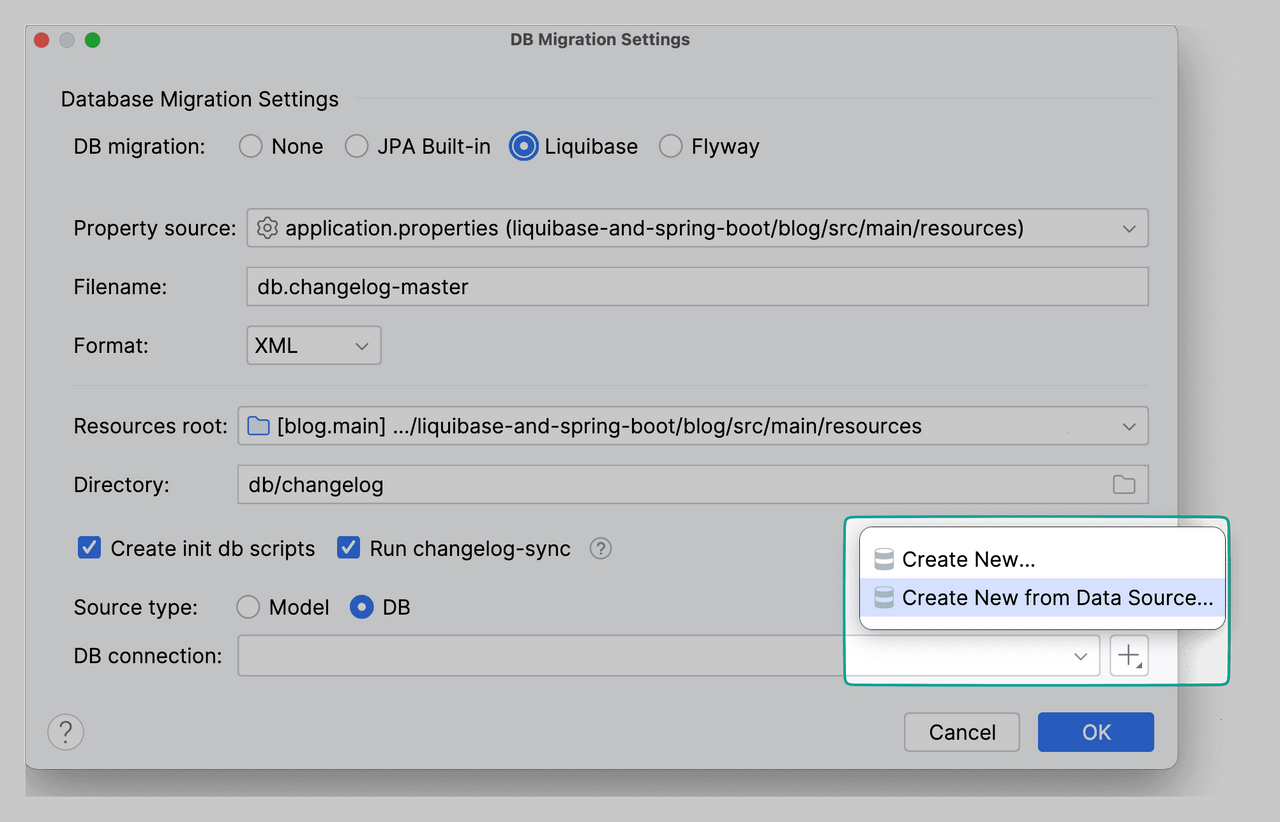 DB Migration Settings
Database Migration Settings
DB migration: None JPA Built-in Liquibase Flyway
Property source: application.properties (liquibase-and-spring-boot/blog/src/main/resources)
Filename: db.changelog-master
Format: XML
Resources root: [blog.main] .../liquibase-and-spring-boot/blog/src/main/resources
Directory: db/changelog
Create init db scripts Run changelog-sync ?
Create New...
Create New from Data Source...
Source type: Model DB
DB connection:
? Cancel OK